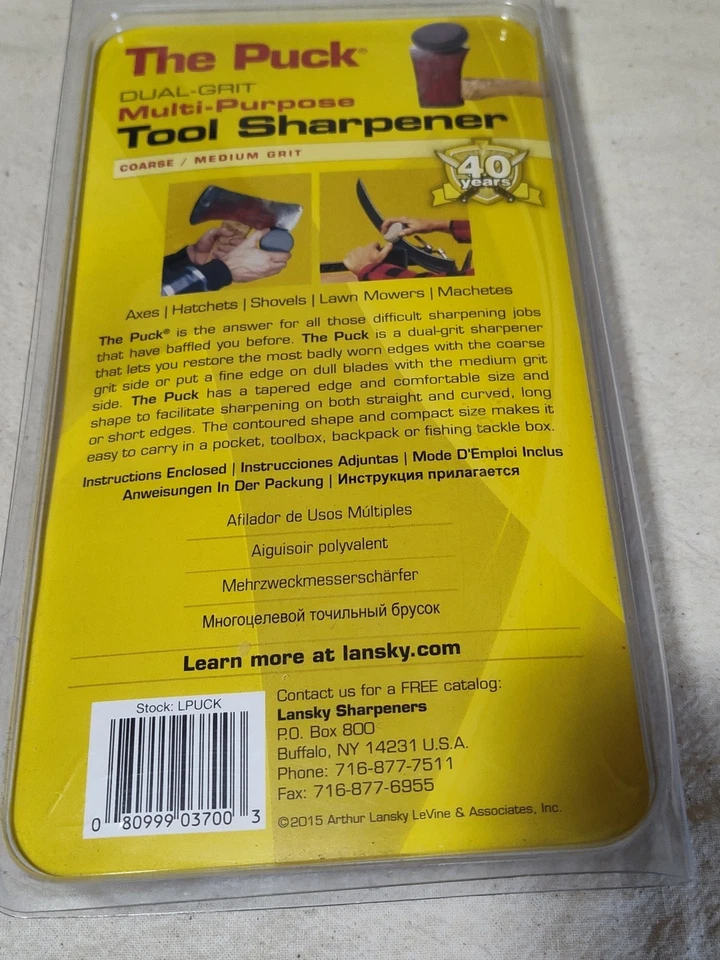 The Puck®
DUAL-GRIT
Multi-Purpose
Tool Sharpener
COARSE / MEDIUM GRIT
40
years
Axes | Hatchets | Shovels | Lawn Mowers | Machetes
The Puck® is the answer for all those difficult sharpening jobs
that have baffled you before. The Puck is a dual-grit sharpener
that lets you restore the most badly worn edges with the coarse
grit side or put a fine edge on dull blades with the medium grit
side. The Puck has a tapered edge and comfortable size and
shape to facilitate sharpening on both straight and curved, long
or short edges. The contoured shape and compact size makes it
easy to carry in a pocket, toolbox, backpack or fishing tackle box.
Instructions Enclosed | Instrucciones Adjuntas | Mode D'Emploi Inclus
Anweisungen In Der Packung | Инструкция прилагается
Afilador de Usos Múltiples
Aiguisoir polyvalent
Mehrzweckmesserschärfer
Многоцелевой точильный брусок
Learn more at lansky.com
Stock: LPUCK
0 80999 03700 3
Contact us for a FREE catalog:
Lansky Sharpeners
P.O. Box 800
Buffalo, NY 14231 U.S.A.
Phone: 716-877-7511
Fax: 716-877-6955
©2015 Arthur Lansky LeVine & Associates, Inc.